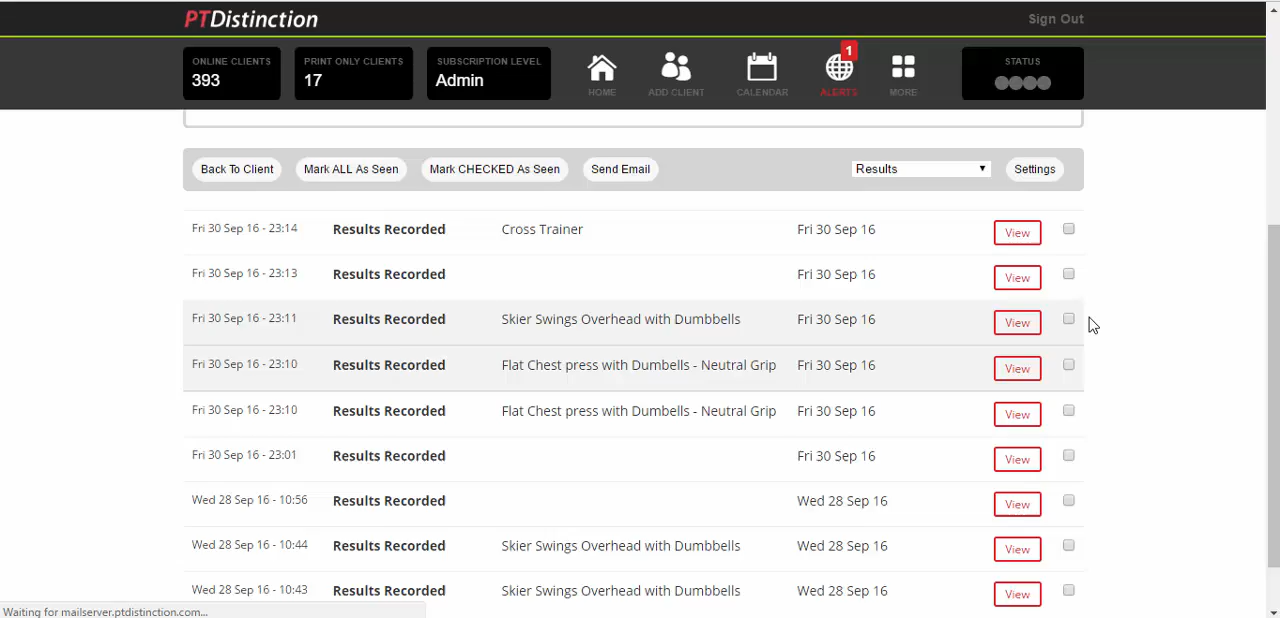 PTDistinction
Sign Out
ONLINE CLIENTS
393
PRINT ONLY CLIENTS
17
SUBSCRIPTION LEVEL
Admin
HOME
ADD CLIENT
CALENDAR
1
ALERTS
MORE
STATUS
Back To Client Mark ALL As Seen Mark CHECKED As Seen Send Email Results Settings
Fri 30 Sep 16 - 23:14 Results Recorded Cross Trainer Fri 30 Sep 16 View
Fri 30 Sep 16 - 23:13 Results Recorded Fri 30 Sep 16 View
Fri 30 Sep 16 - 23:11 Results Recorded Skier Swings Overhead with Dumbbells Fri 30 Sep 16 View
Fri 30 Sep 16 - 23:10 Results Recorded Flat Chest press with Dumbells - Neutral Grip Fri 30 Sep 16 View
Fri 30 Sep 16 - 23:10 Results Recorded Flat Chest press with Dumbells - Neutral Grip Fri 30 Sep 16 View
Fri 30 Sep 16 - 23:01 Results Recorded Fri 30 Sep 16 View
Wed 28 Sep 16 - 10:56 Results Recorded Wed 28 Sep 16 View
Wed 28 Sep 16 - 10:44 Results Recorded Skier Swings Overhead with Dumbbells Wed 28 Sep 16 View
Wed 28 Sep 16 - 10:43 Results Recorded Skier Swings Overhead with Dumbbells Wed 28 Sep 16 View
Waiting for mailserver.ptdistinction.com...